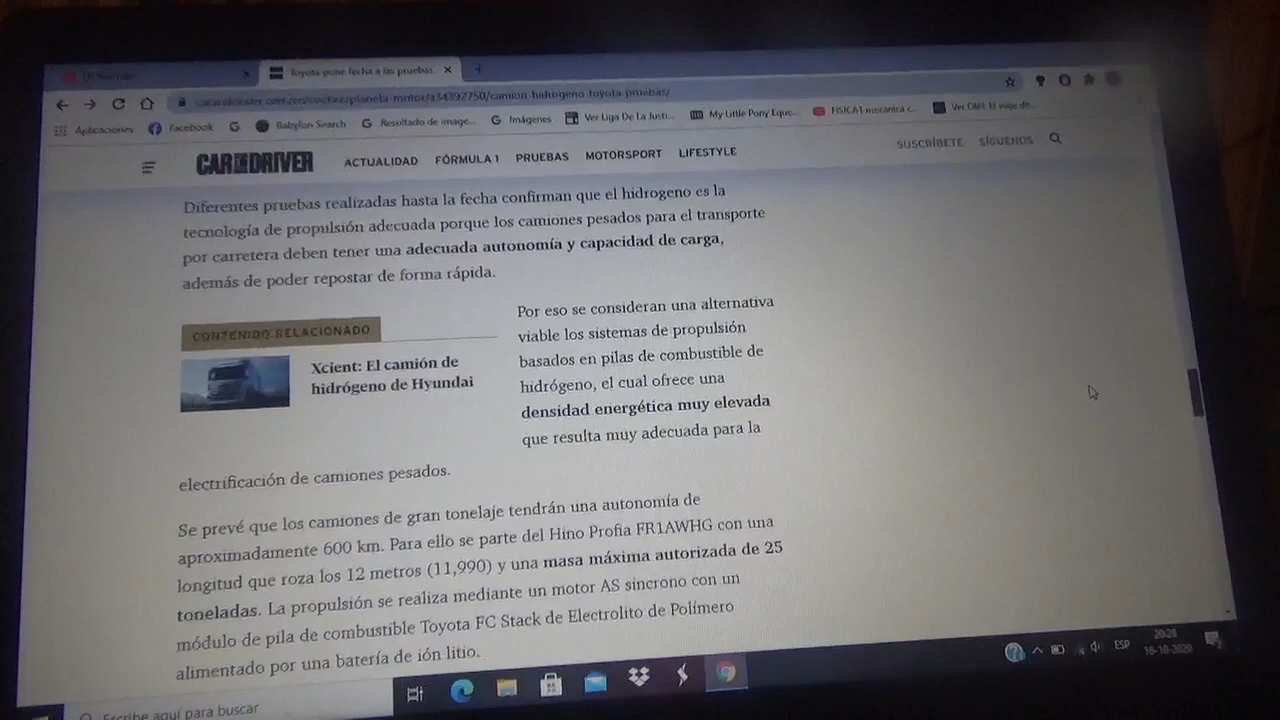 Toyota pone fecha a las pruebas
planeta-motor/a34392750/camion-hidrogeno-toyota-pruebas/
Aplicaciones Facebook Babylon Search Resultado de image... Imágenes Ver Liga De La Justi... My Little Pony Eque... FISICA1 mecánica c... Ver Olé! El viaje de...
CAR DRIVER ACTUALIDAD FÓRMULA 1 PRUEBAS MOTORSPORT LIFESTYLE SUSCRÍBETE SÍGUENOS
Diferentes pruebas realizadas hasta la fecha confirman que el hidrogeno es la
tecnología de propulsión adecuada porque los camiones pesados para el transporte
por carretera deben tener una adecuada autonomía y capacidad de carga,
además de poder repostar de forma rápida.
CONTENIDO RELACIONADO
Xcient: El camión de
hidrógeno de Hyundai
Por eso se consideran una alternativa
viable los sistemas de propulsión
basados en pilas de combustible de
hidrógeno, el cual ofrece una
densidad energética muy elevada
que resulta muy adecuada para la
electrificación de camiones pesados.
Se prevé que los camiones de gran tonelaje tendrán una autonomía de
aproximadamente 600 km. Para ello se parte del Hino Profia FR1AWHG con una
longitud que roza los 12 metros (11,990) y una masa máxima autorizada de 25
toneladas. La propulsión se realiza mediante un motor AS sincrono con un
módulo de pila de combustible Toyota FC Stack de Electrolito de Polímero
alimentado por una batería de ión litio.
Escribe aquí para buscar
ESP
20:28
16-10-2020